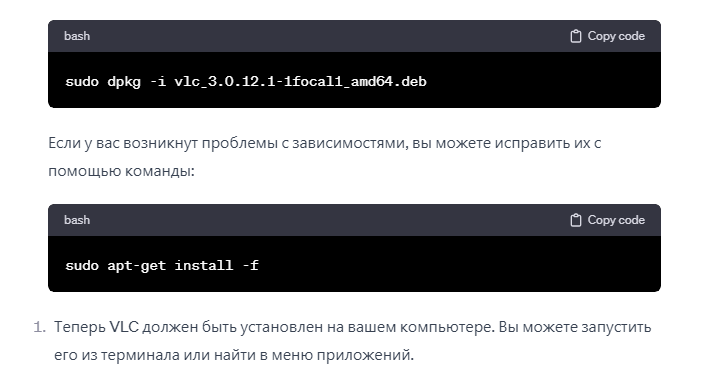 bash Copy code
sudo dpkg -i vlc_3.0.12.1-1focal1_amd64.deb
Если у вас возникнут проблемы с зависимостями, вы можете исправить их с
помощью команды:
bash Copy code
sudo apt-get install -f
1. Теперь VLC должен быть установлен на вашем компьютере. Вы можете запустить
его из терминала или найти в меню приложений.